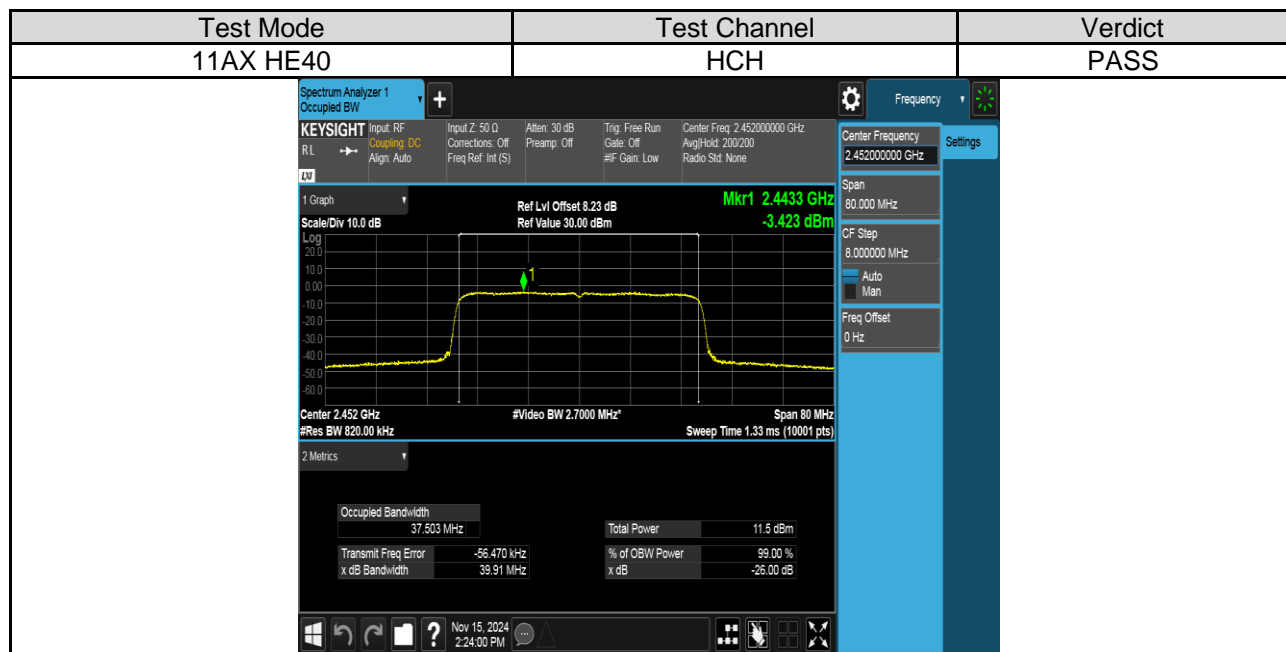 Test Mode Test Channel Verdict
11AX HE40 HCH PASS
Spectrum Analyzer 1
Occupied BW
+
Frequency
KEYSIGHT Input: RF Input Z: 50 Ω Atten: 30 dB Trig: Free Run Center Freq: 2.452000000 GHz
RL Coupling: DC Corrections: Off Preamp: Off Gate: Off Avg|Hold: 200/200
Align: Auto Freq Ref: Int (S) #IF Gain: Low Radio Std: None
LXI
Center Frequency
2.452000000 GHz
Settings
Span
80.000 MHz
CF Step
8.000000 MHz
Auto
Man
Freq Offset
0 Hz
1 Graph
Scale/Div 10.0 dB
Ref Lvl Offset 8.23 dB
Ref Value 30.00 dBm
Mkr1 2.4433 GHz
-3.423 dBm
Log
20.0
10.0
0.00
-10.0
-20.0
-30.0
-40.0
-50.0
-60.0
1
Center 2.452 GHz #Video BW 2.7000 MHz* Span 80 MHz
#Res BW 820.00 kHz Sweep Time 1.33 ms (10001 pts)
2 Metrics
Occupied Bandwidth
37.503 MHz Total Power 11.5 dBm
Transmit Freq Error -56.470 kHz % of OBW Power 99.00 %
x dB Bandwidth 39.91 MHz x dB -26.00 dB
?
Nov 15, 2024
2:24:00 PM